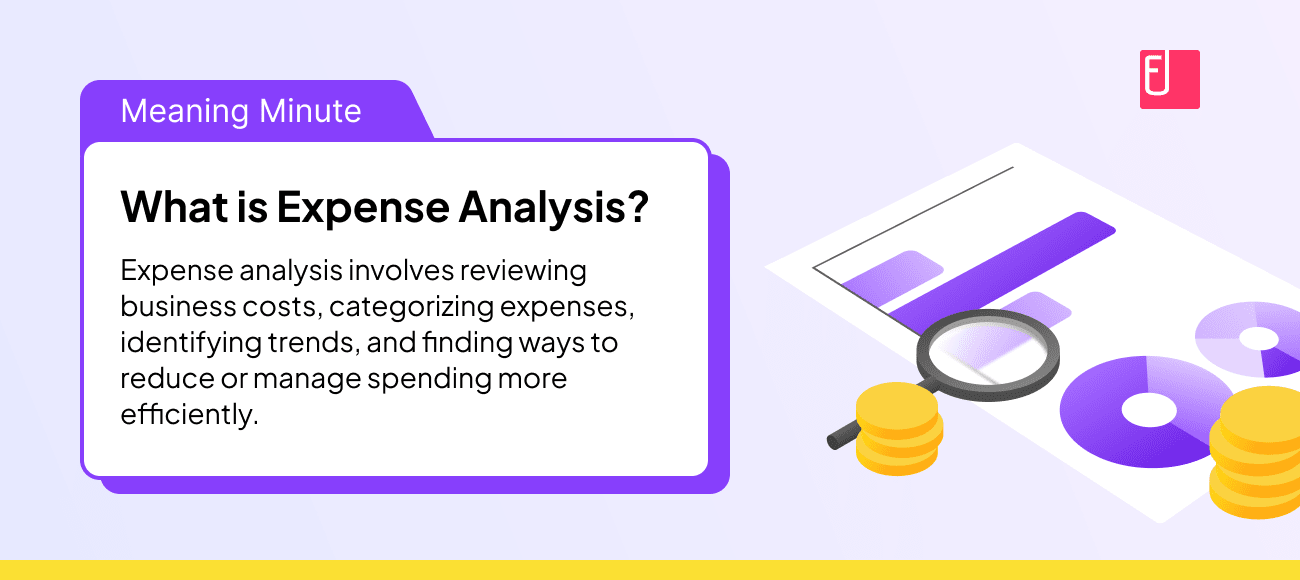 Meaning Minute
What is Expense Analysis?
Expense analysis involves reviewing
business costs, categorizing expenses,
identifying trends, and finding ways to
reduce or manage spending more
efficiently.